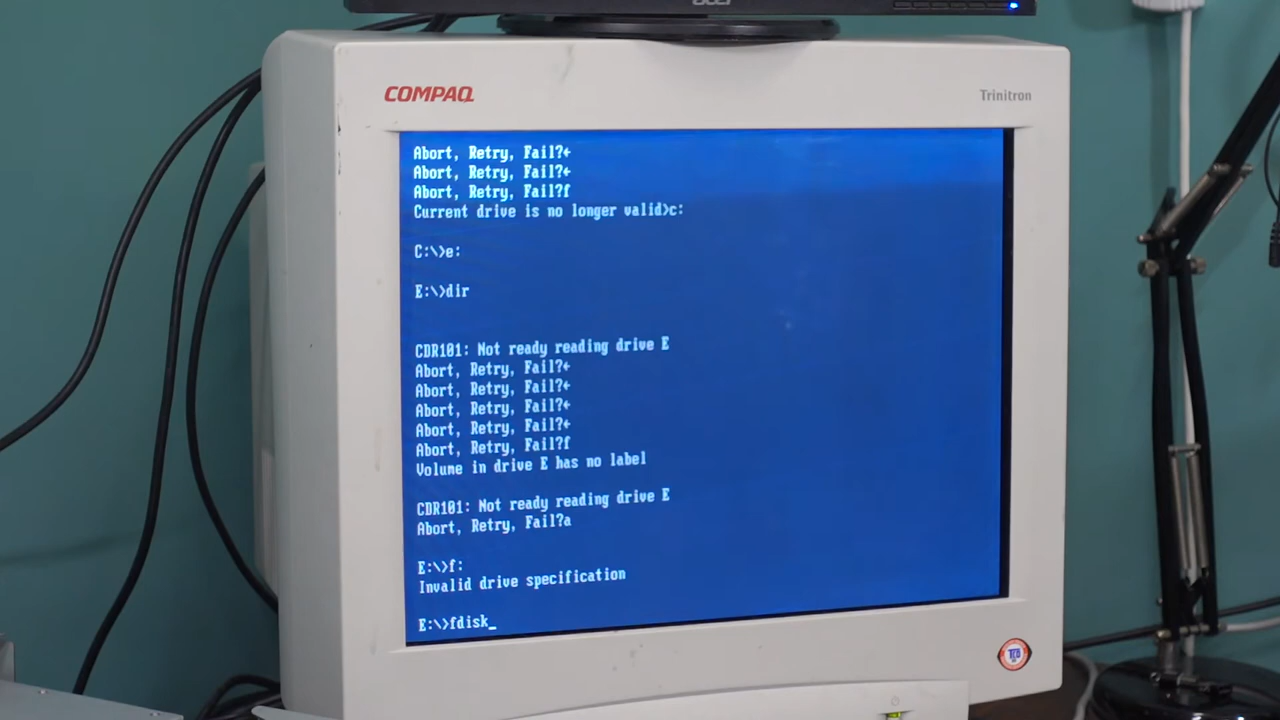 acer
COMPAQ
Trinitron
Abort, Retry, Fail?←
Abort, Retry, Fail?←
Abort, Retry, Fail?f
Current drive is no longer valid>c:
C:\>e:
E:\>dir
CDR101: Not ready reading drive E
Abort, Retry, Fail?←
Abort, Retry, Fail?←
Abort, Retry, Fail?←
Abort, Retry, Fail?←
Abort, Retry, Fail?f
Volume in drive E has no label
CDR101: Not ready reading drive E
Abort, Retry, Fail?a
E:\>f:
Invalid drive specification
E:\>fdisk_